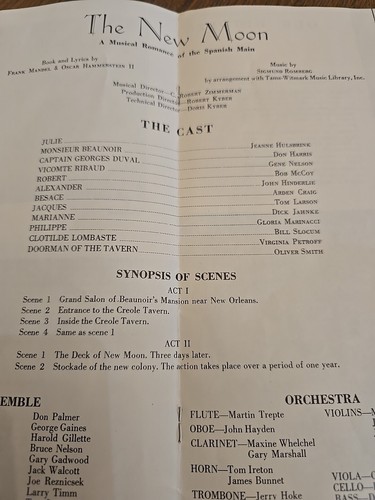 The New Moon
A Musical Romance of the Spanish Main
Book and Lyrics by
FRANK MANDEL & OSCAR HAMMERSTEIN II
Music by
SIGMUND ROMBERG
by arrangement with Tams-Witmark Music Library, Inc.
Musical Director—C. ROBERT ZIMMERMAN
Production Director—ROBERT KYBER
Technical Director—DORIS KYBER
THE CAST
JULIE JEANNE HULSBRINK
MONSIEUR BEAUNOIR DON HARRIS
CAPTAIN GEORGES DUVAL GENE NELSON
VICOMTE RIBAUD BOB MCCOY
ROBERT JOHN HINDERLIE
ALEXANDER ARDEN CRAIG
BESACE TOM LARSON
JACQUES DICK JAHNKE
MARIANNE GLORIA MARINACCI
PHILIPPE BILL SLOCUM
CLOTILDE LOMBASTE VIRGINIA PETROFF
DOORMAN OF THE TAVERN OLIVER SMITH
SYNOPSIS OF SCENES
ACT I
Scene 1 Grand Salon of Beaunoir's Mansion near New Orleans.
Scene 2 Entrance to the Creole Tavern.
Scene 3 Inside the Creole Tavern.
Scene 4 Same as scene 1
ACT II
Scene 1 The Deck of New Moon. Three days later.
Scene 2 Stockade of the new colony. The action takes place over a period of one year.
EMBLE
Don Palmer
George Gaines
Harold Gillette
Bruce Nelson
Gary Gadwood
Jack Walcott
Joe Reznicsek
Larry Timm
ORCHESTRA
FLUTE—Martin Trepte
OBOE—John Hayden
CLARINET—Maxine Whelchel
Gary Marshall
HORN—Tom Ireton
James Bunnet
TROMBONE—Jerry Hoke
VIOLINS—
VIOLA—
CELLO—
BASS—